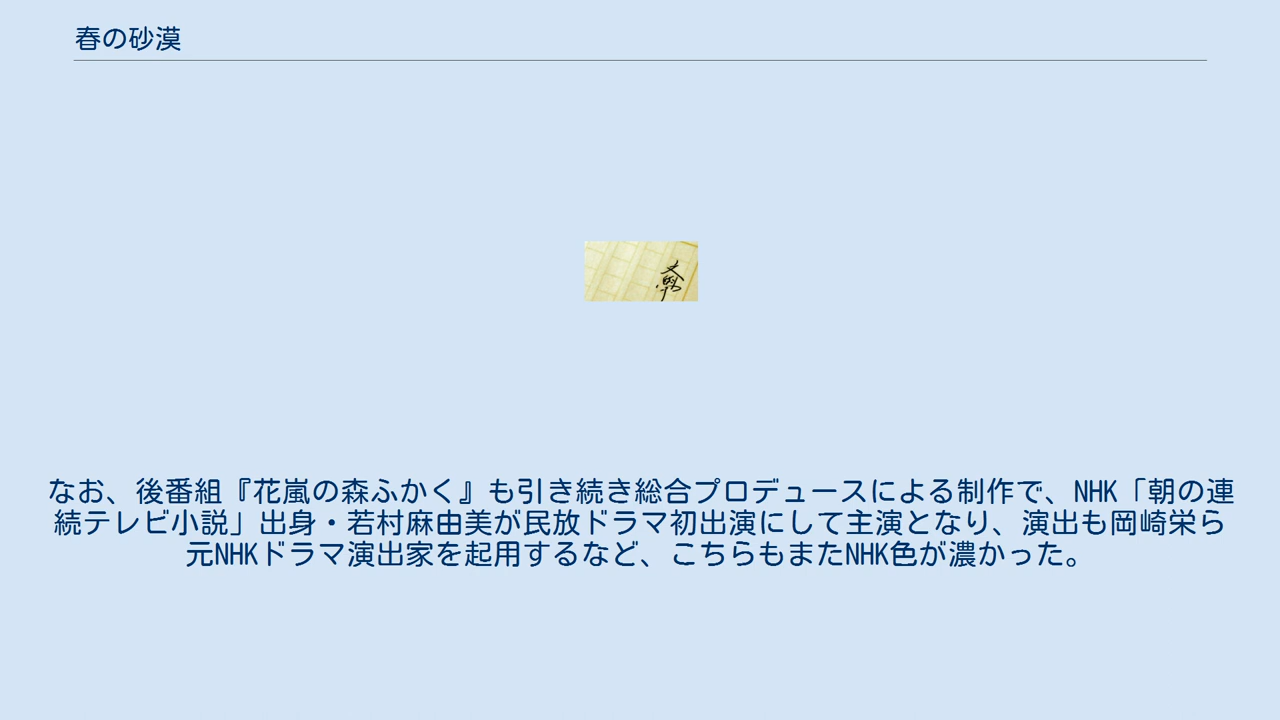 春の砂漠
なお、後番組『花嵐の森ふかく』も引き続き総合プロデュースによる制作で、NHK「朝の連
続テレビ小説」出身・若村麻由美が民放ドラマ初出演にして主演となり、演出も岡崎栄ら
元NHKドラマ演出家を起用するなど、こちらもまたNHK色が濃かった。